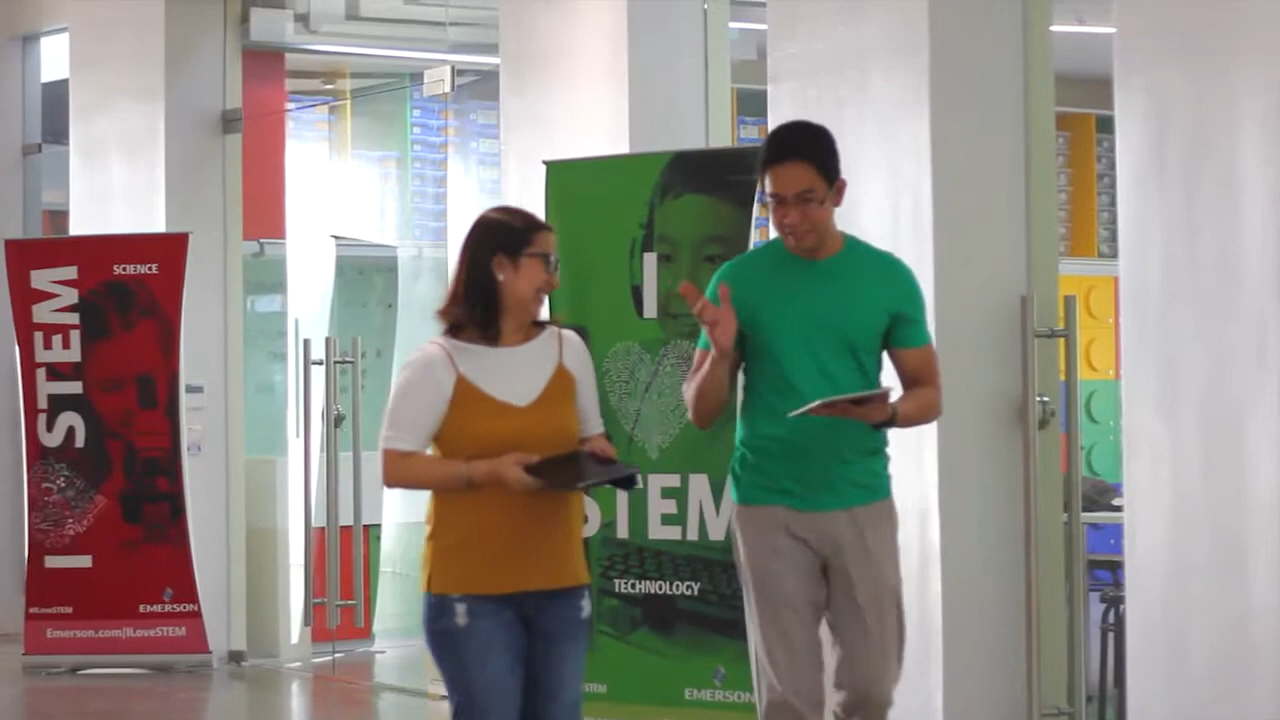 SCIENCE
I STEM
#ILoveSTEM
EMERSON
Emerson.com/ILoveSTEM
I
STEM
TECHNOLOGY
STEM
EMERSON